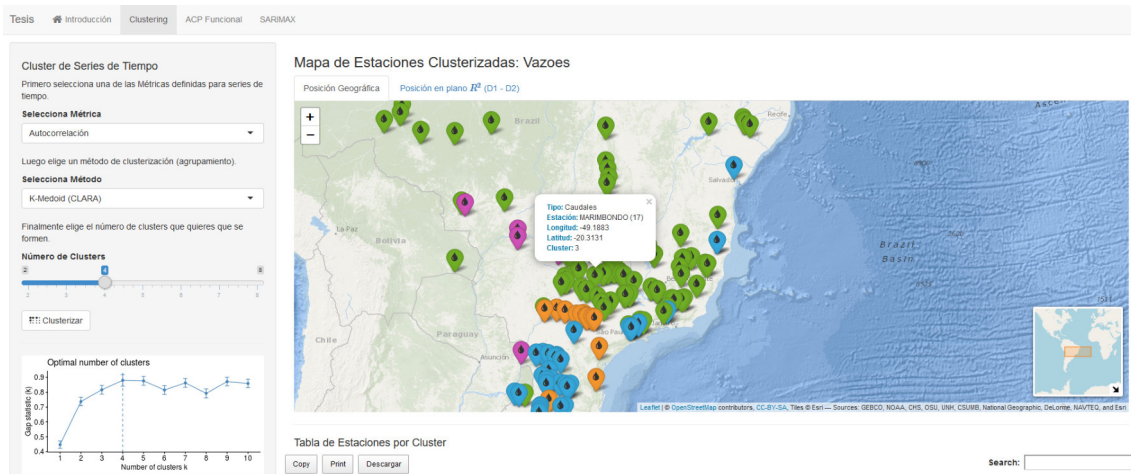 Tesis Introducción Clustering ACP Funcional SARIMAX
Cluster de Series de Tiempo
Primero selecciona una de las Métricas definidas para series de
tiempo.
Selecciona Métrica
Autocorrelación
Luego elige un método de clusterización (agrupamiento).
Selecciona Método
K-Medoid (CLARA)
Finalmente elige el número de clusters que quieres que se
formen.
Número de Clusters
2 4 8
2 3 4 5 6 7 8
Clusterizar
Optimal number of clusters
Gap statistic (k)
0.9
0.8
0.7
0.6
0.5
0.4
1 2 3 4 5 6 7 8 9 10
Number of clusters k
Mapa de Estaciones Clusterizadas: Vazoes
Posición Geográfica Posición en plano R² (D1 - D2)
+
−
Brazil
Recife
Salvador
La Paz
Bolivia
Tipo: Caudales
Estación: MARIMBONDO (17)
Longitud: -49.1883
Latitud: -20.3131
Cluster: 3
×
Brazil
Basin
Paraguay
Chile
Asunción
São Paulo
Leaflet | © OpenStreetMap contributors, CC-BY-SA, Tiles © Esri — Sources: GEBCO, NOAA, CHS, OSU, UNH, CSUMB, National Geographic, DeLorme, NAVTEQ, and Esri
Tabla de Estaciones por Cluster
Copy Print Descargar
Search: